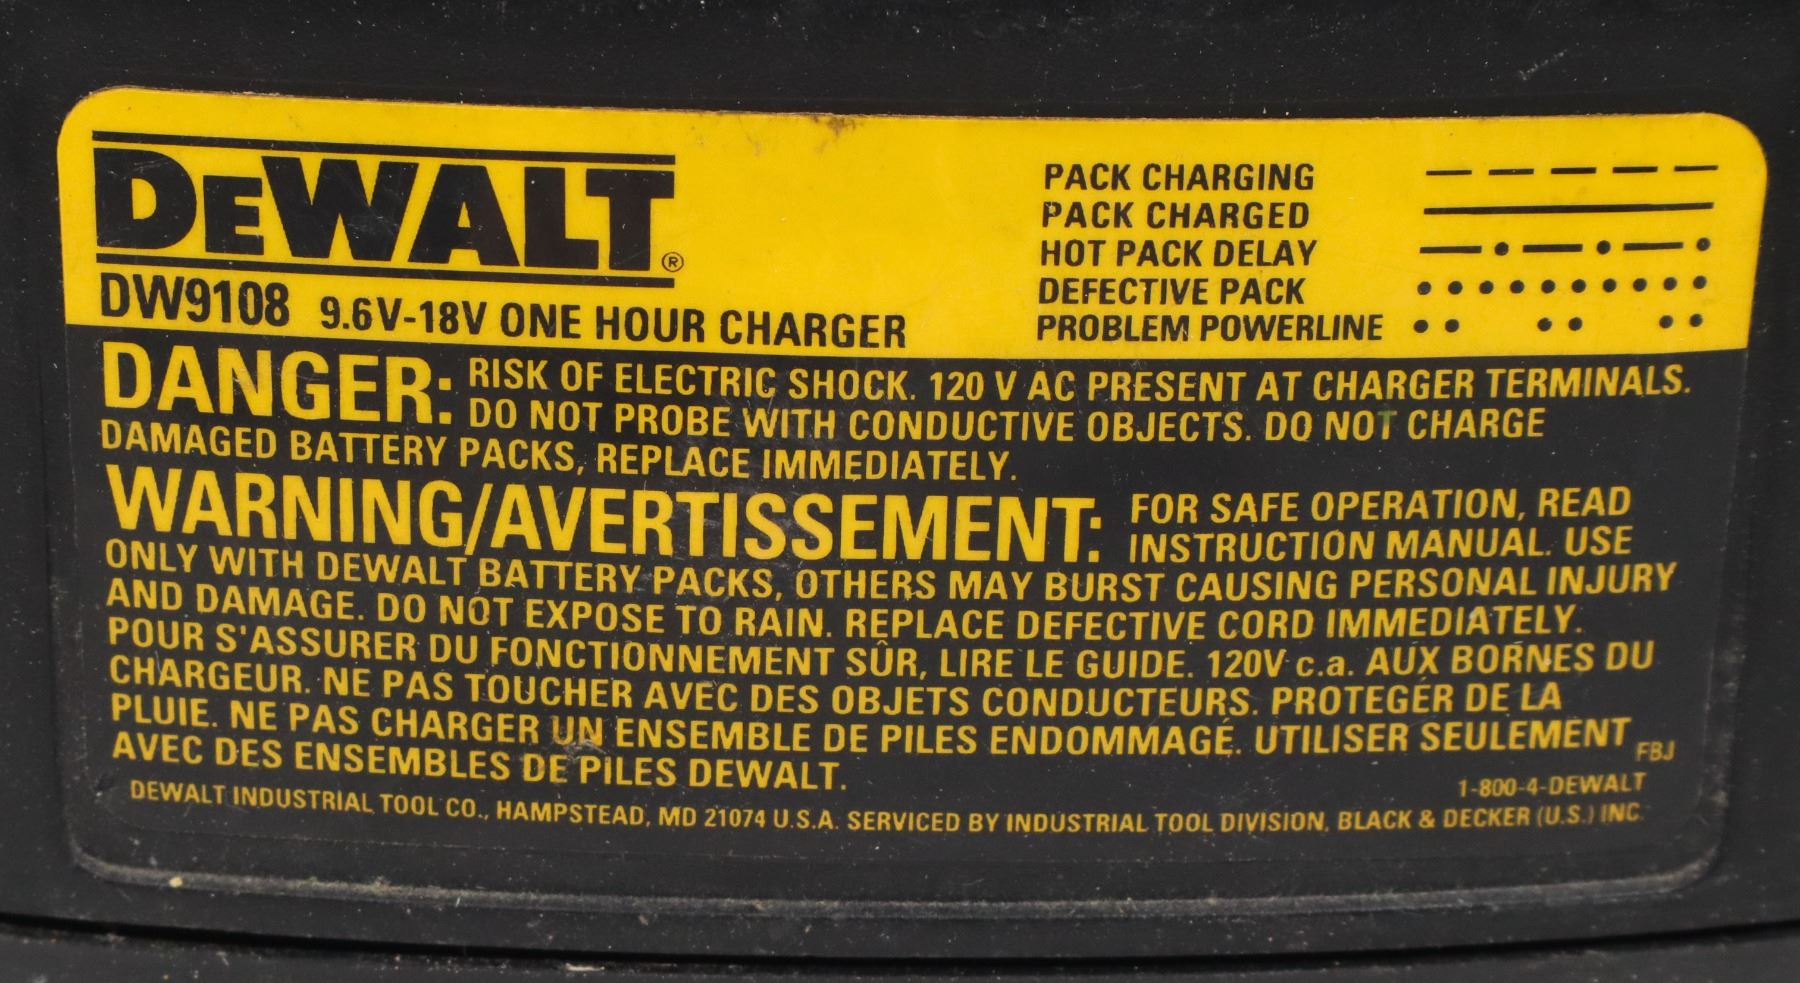 DEWALT®
DW9108 9.6V-18V ONE HOUR CHARGER
PACK CHARGING
PACK CHARGED
HOT PACK DELAY
DEFECTIVE PACK
PROBLEM POWERLINE
DANGER: RISK OF ELECTRIC SHOCK. 120 V AC PRESENT AT CHARGER TERMINALS.
DO NOT PROBE WITH CONDUCTIVE OBJECTS. DO NOT CHARGE
DAMAGED BATTERY PACKS, REPLACE IMMEDIATELY.
WARNING/AVERTISSEMENT: FOR SAFE OPERATION, READ
INSTRUCTION MANUAL. USE
ONLY WITH DEWALT BATTERY PACKS, OTHERS MAY BURST CAUSING PERSONAL INJURY
AND DAMAGE. DO NOT EXPOSE TO RAIN. REPLACE DEFECTIVE CORD IMMEDIATELY.
POUR S'ASSURER DU FONCTIONNEMENT SÛR, LIRE LE GUIDE. 120V c.a. AUX BORNES DU
CHARGEUR. NE PAS TOUCHER AVEC DES OBJETS CONDUCTEURS. PROTEGÉR DE LA
PLUIE. NE PAS CHARGER UN ENSEMBLE DE PILES ENDOMMAGÉ. UTILISER SEULEMENT
AVEC DES ENSEMBLES DE PILES DEWALT.
FBJ
1-800-4-DEWALT
DEWALT INDUSTRIAL TOOL CO., HAMPSTEAD, MD 21074 U.S.A. SERVICED BY INDUSTRIAL TOOL DIVISION, BLACK & DECKER (U.S.) INC.